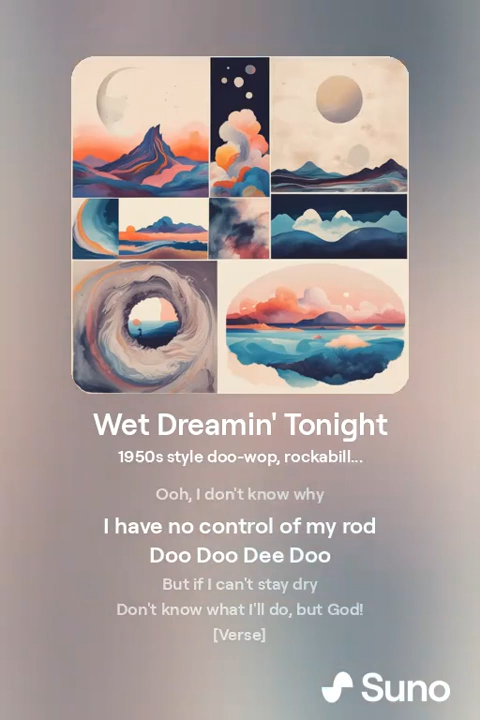 Wet Dreamin' Tonight
1950s style doo-wop, rockabill...
Ooh, I don't know why
I have no control of my rod
Doo Doo Dee Doo
But if I can't stay dry
Don't know what I'll do, but God!
[Verse]
Suno